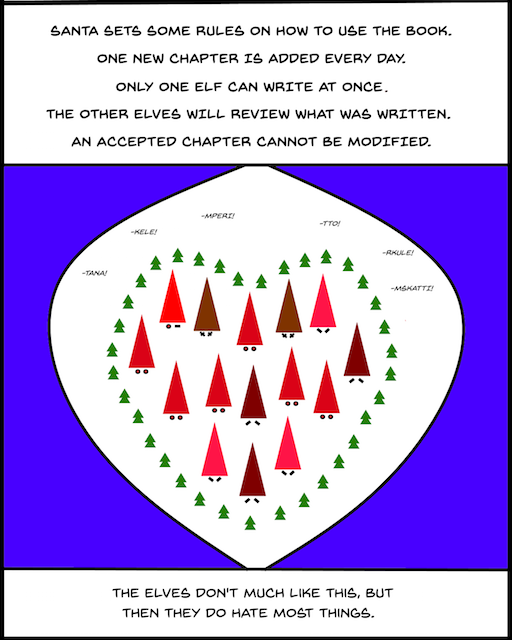 SANTA SETS SOME RULES ON HOW TO USE THE BOOK.
ONE NEW CHAPTER IS ADDED EVERY DAY.
ONLY ONE ELF CAN WRITE AT ONCE.
THE OTHER ELVES WILL REVIEW WHAT WAS WRITTEN.
AN ACCEPTED CHAPTER CANNOT BE MODIFIED.
-MPERI!
-TTO!
-KELE!
-RKULE!
-TANA!
-MSKATTI!
THE ELVES DON'T MUCH LIKE THIS, BUT
THEN THEY DO HATE MOST THINGS.